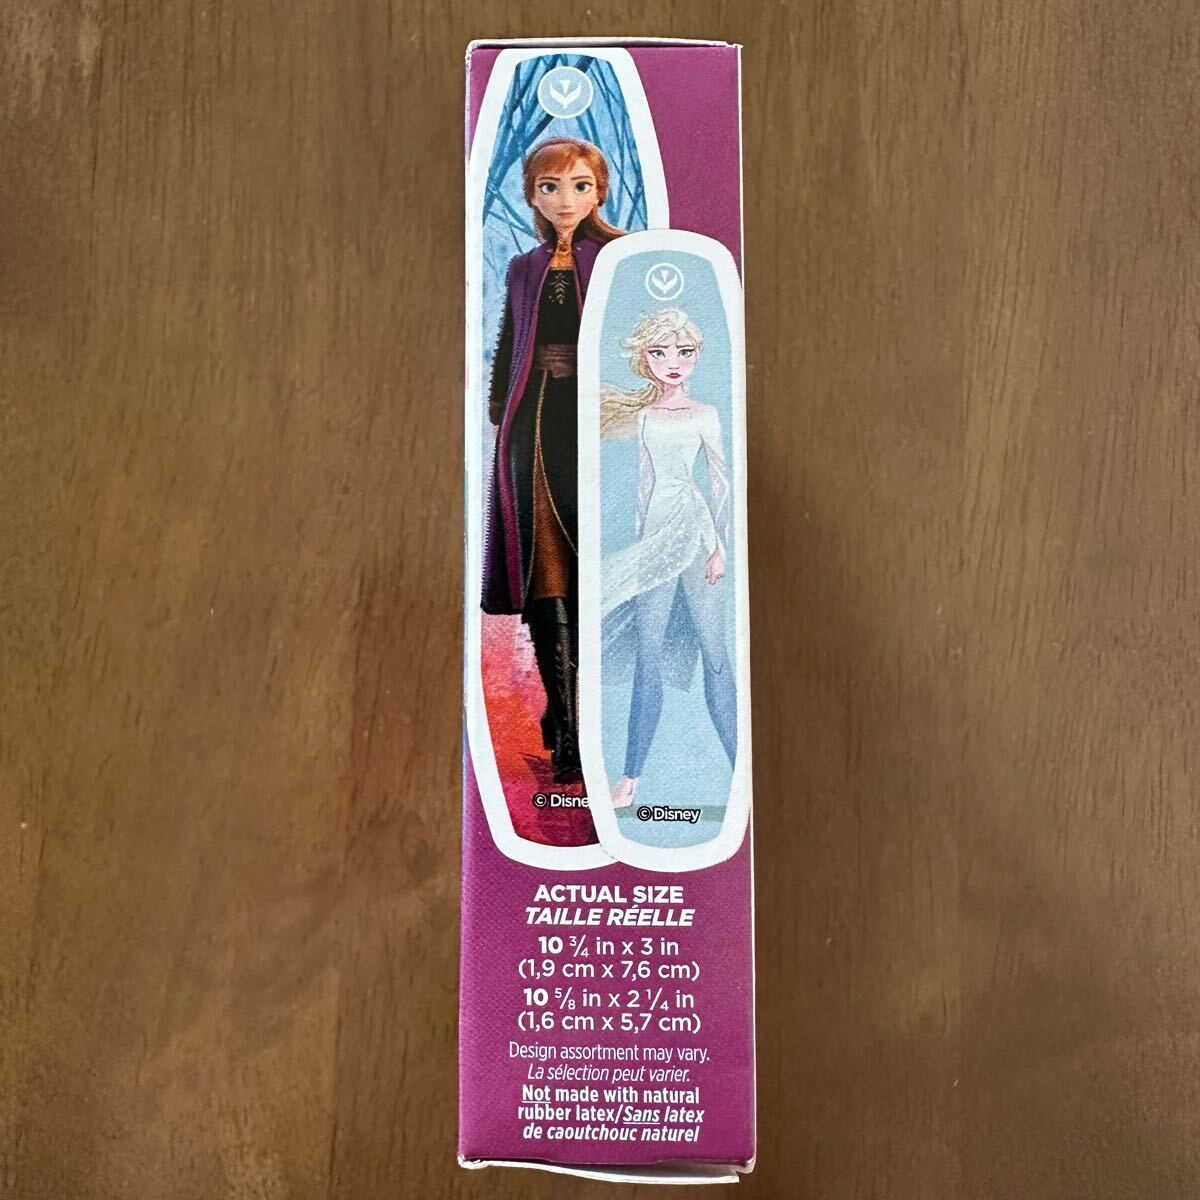 © Disne
©Disney
ACTUAL SIZE
TAILLE RÉELLE
10 ¾ in x 3 in
(1,9 cm x 7,6 cm)
10 ⅝ in x 2 ¼ in
(1,6 cm x 5,7 cm)
Design assortment may vary.
La sélection peut varier.
Not made with natural
rubber latex/Sans latex
de caoutchouc naturel